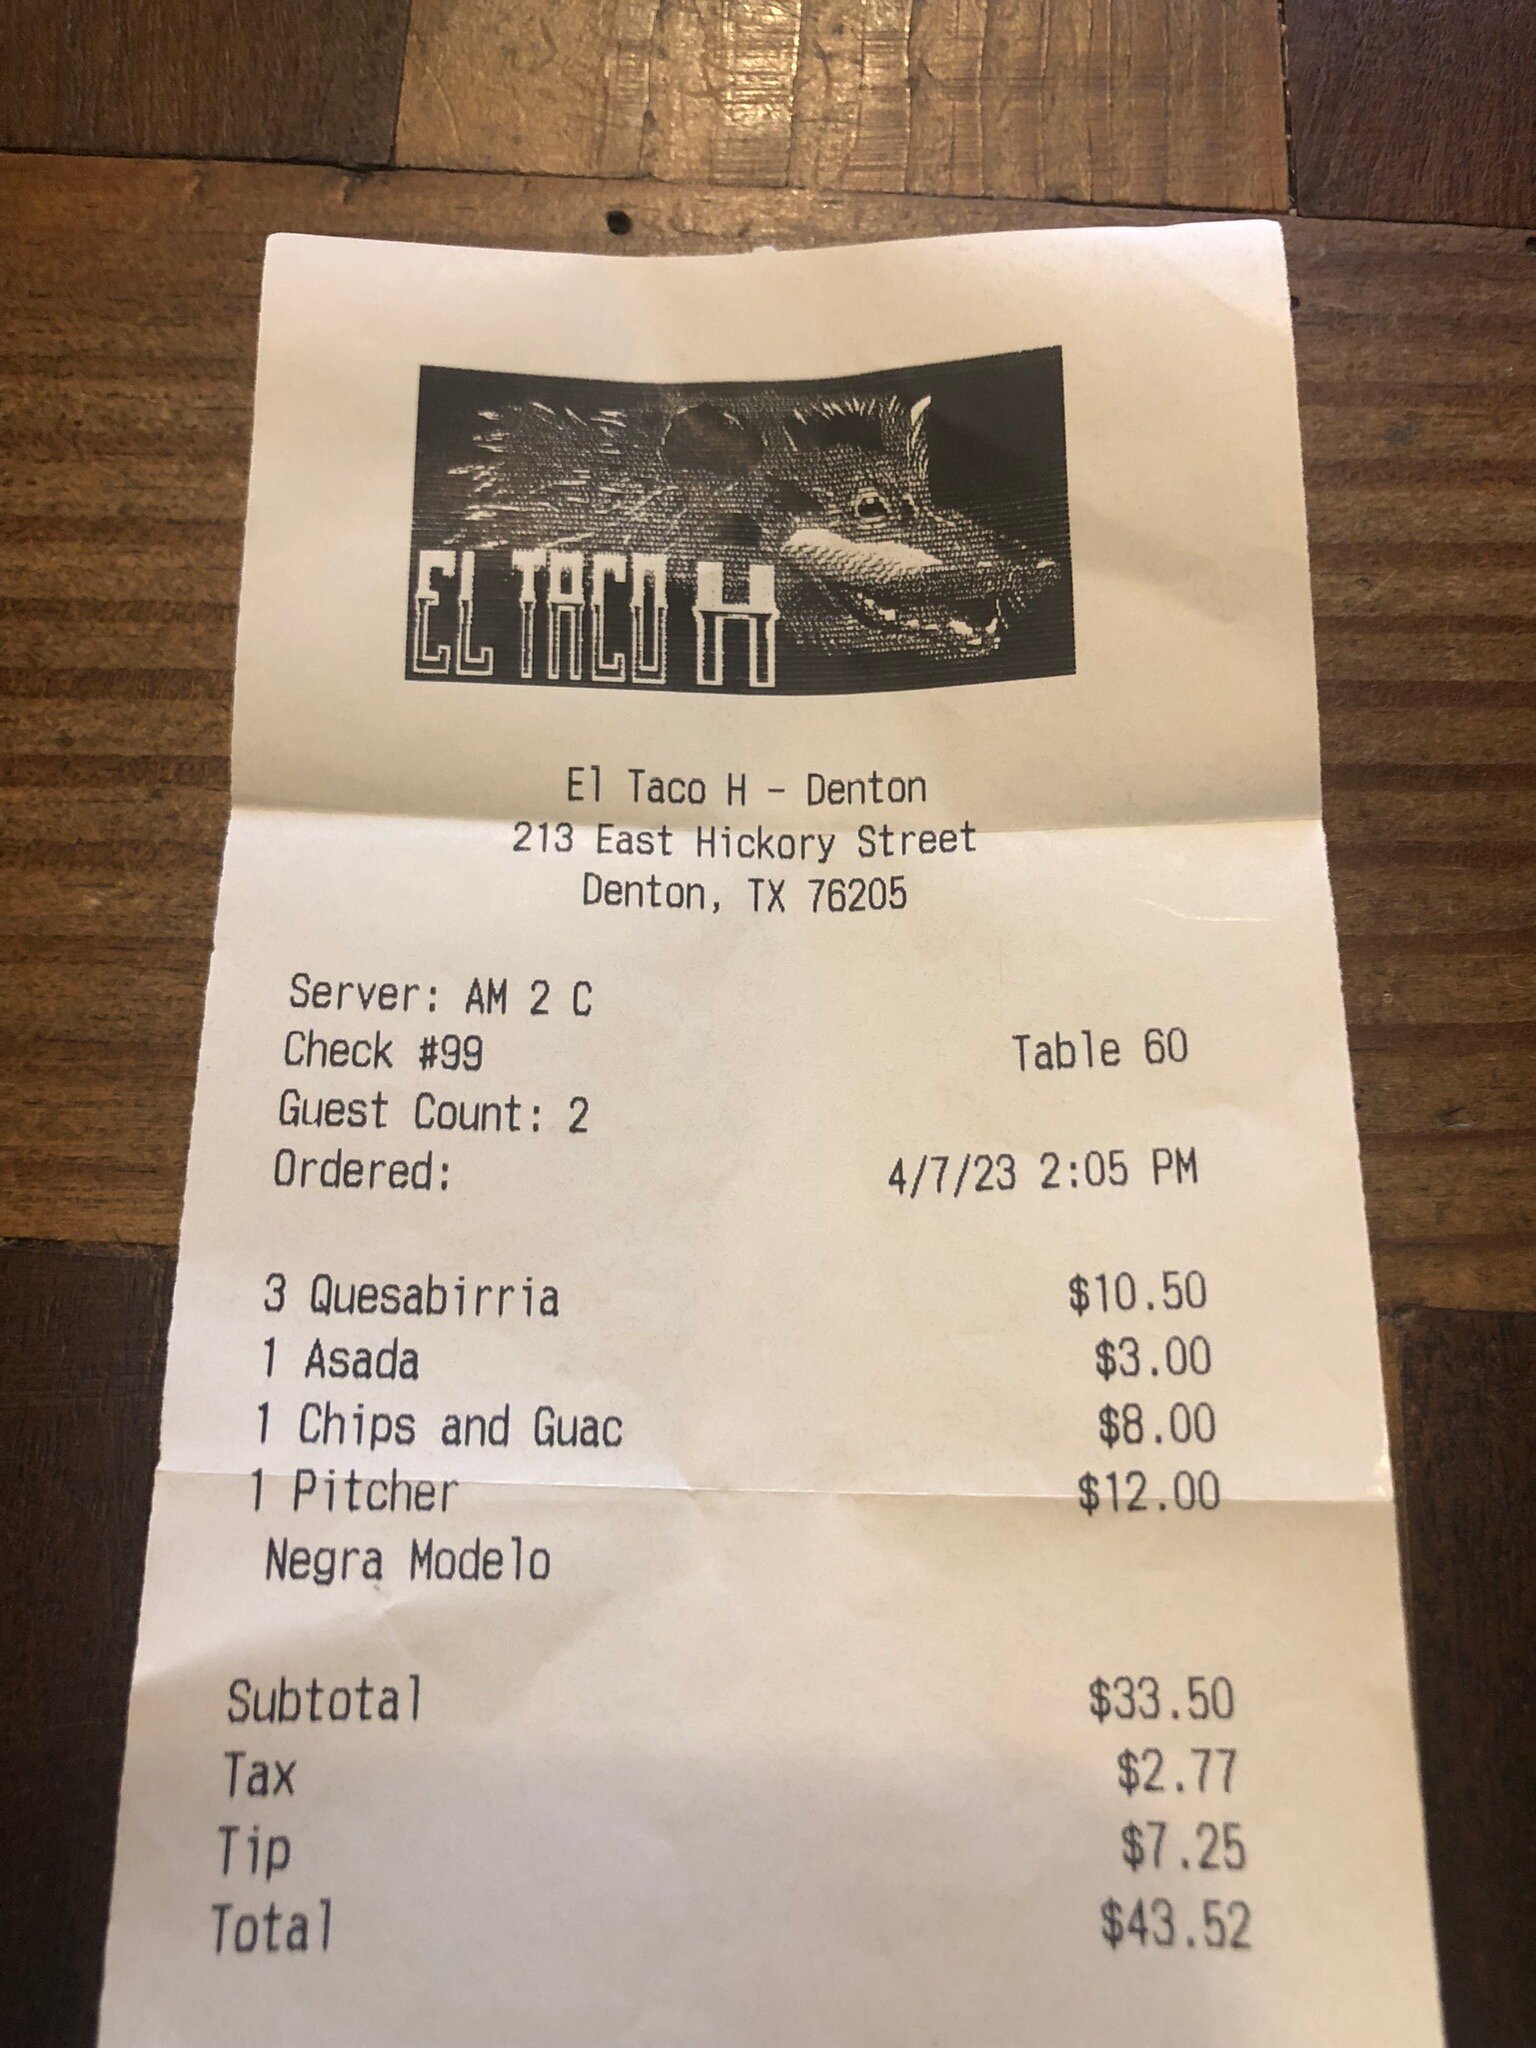 EL TACO H
El Taco H - Denton
213 East Hickory Street
Denton, TX 76205
Server: AM 2 C
Check #99 Table 60
Guest Count: 2
Ordered: 4/7/23 2:05 PM
3 Quesabirria $10.50
1 Asada $3.00
1 Chips and Guac $8.00
1 Pitcher $12.00
Negra Modelo
Subtotal $33.50
Tax $2.77
Tip $7.25
Total $43.52